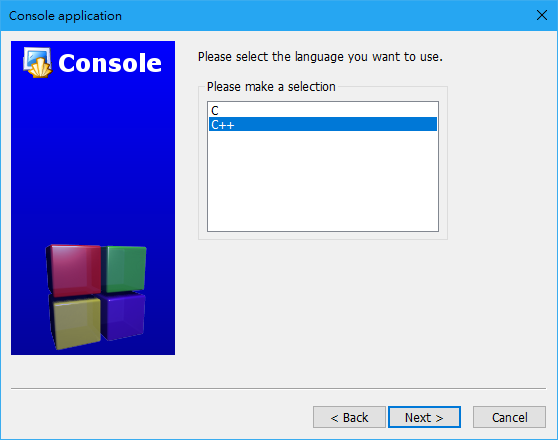 Console application
Console
Please select the language you want to use.
Please make a selection
C
C++
< Back
Next >
Cancel